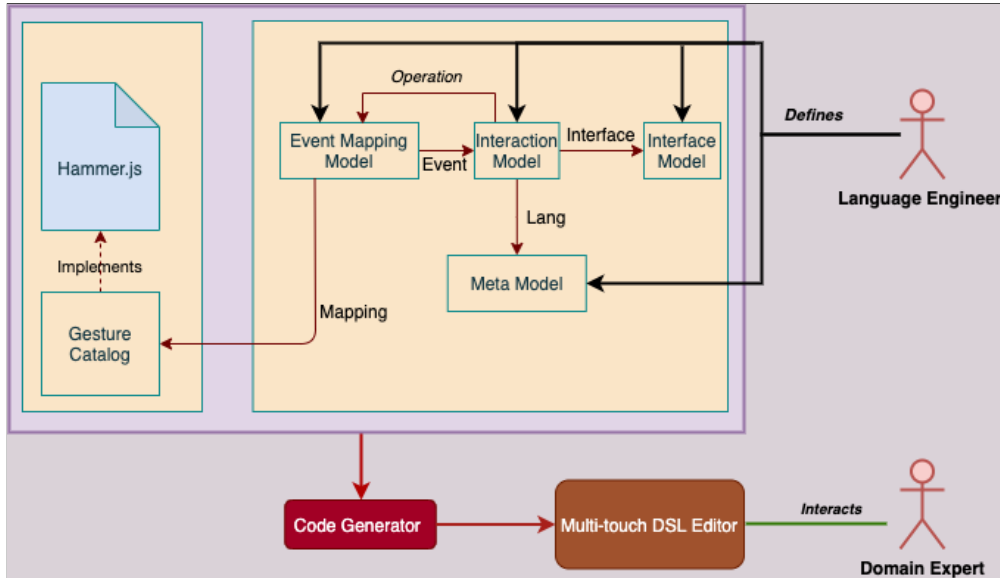 Operation
Defines
Event Mapping
Model
Event
Interaction
Model
Interface
Interface
Model
Hammer.js
Language Engineer
Lang
Implements
Meta Model
Mapping
Gesture
Catalog
Code Generator
Multi-touch DSL Editor
Interacts
Domain Expert